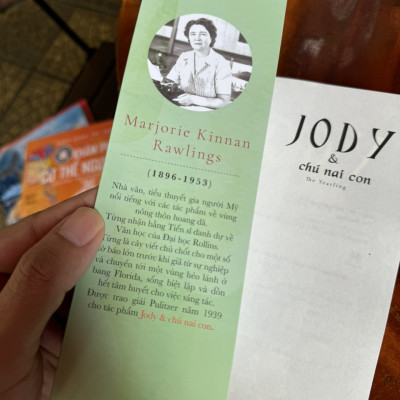 Marjorie Kinnan
Rawlings
(1896-1953)
Nhà văn, tiểu thuyết gia người Mỹ
nổi tiếng với các tác phẩm về vùng
nông thôn hoang dã.
Từng nhận bằng Tiến sĩ danh dự về
Văn học của Đại học Rollins.
Từng là cây viết chủ chốt cho một số
tờ báo lớn trước khi giã từ sự nghiệp
và chuyển tới một vùng hẻo lánh ở
bang Florida, sống biệt lập và dồn
hết tâm huyết cho việc sáng tác.
Được trao giải Pulitzer năm 1939
cho tác phẩm Jody & chú nai con.
JODY
&
chú nai con
The Yearling